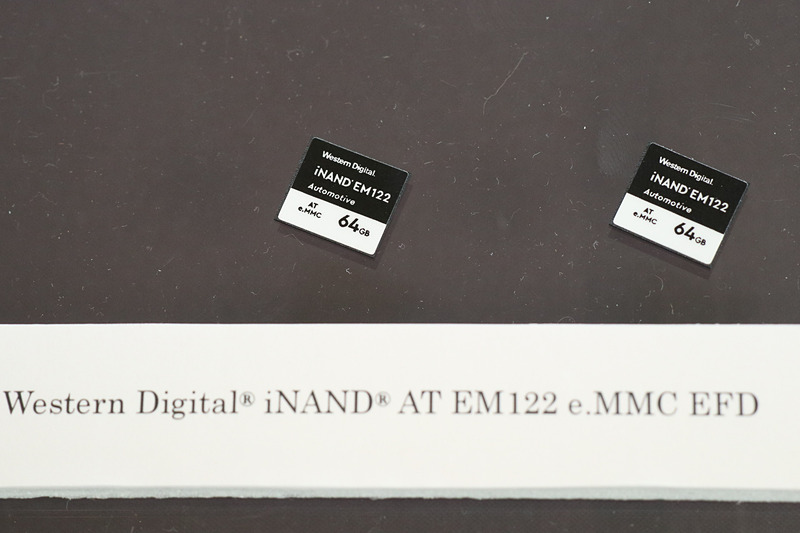 Western Digital.
iNAND® EM122
Automotive
AT
e.MMC
64GB
Western Digital.
iNAND® EM122
Automotive
AT
e.MMC
64GB
Western Digital® iNAND® AT EM122 e.MMC EFD